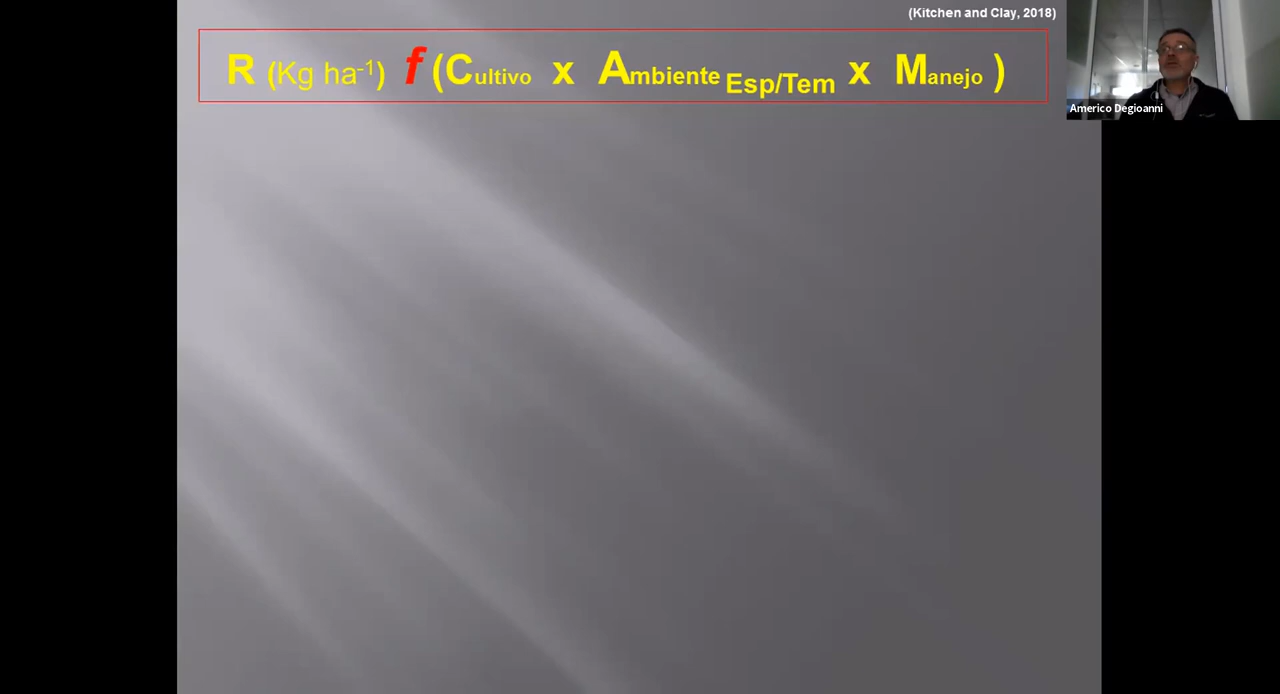 (Kitchen and Clay, 2018)
R (Kg ha-1) f (Cultivo x Ambiente Esp/Tem x Manejo )
Americo Degioanni